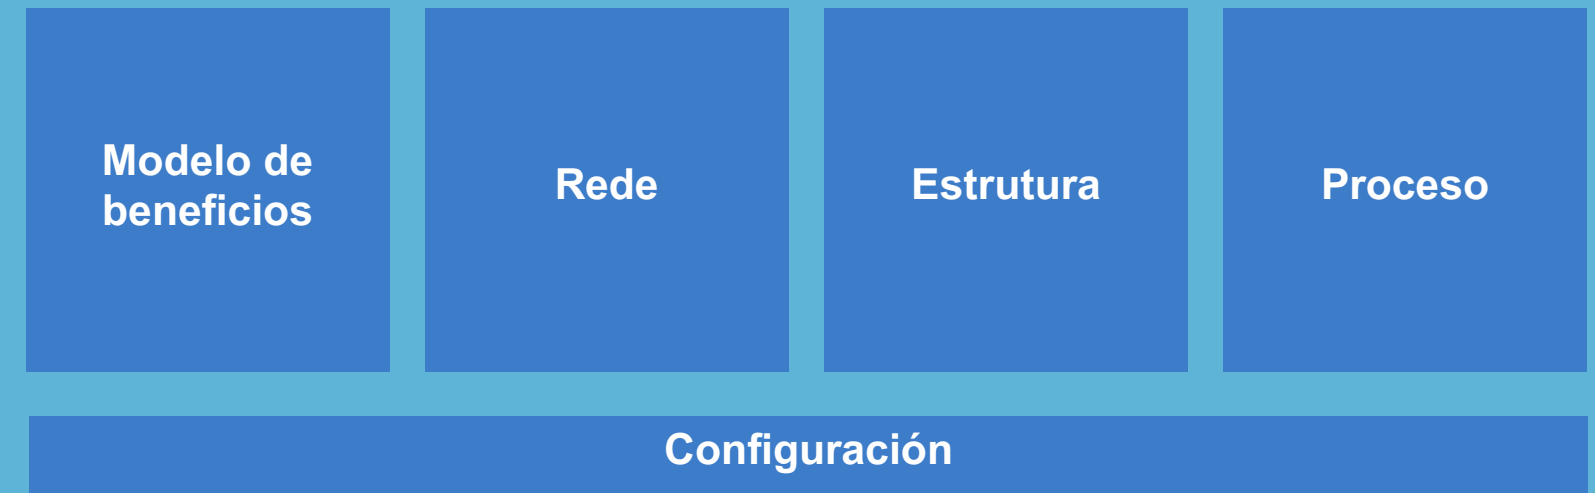 Modelo de
beneficios
Rede
Estrutura
Proceso
Configuración